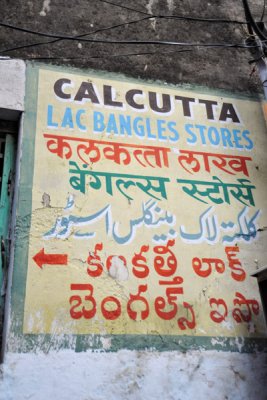 CALCUTTA
LAC BANGLES STORES
कलकत्ता लाख
बेंगल्स स्टोर्स
کلکتہ لاک بینگلس اسٹور
కలకత్తి లాక్
బెంగల్స్